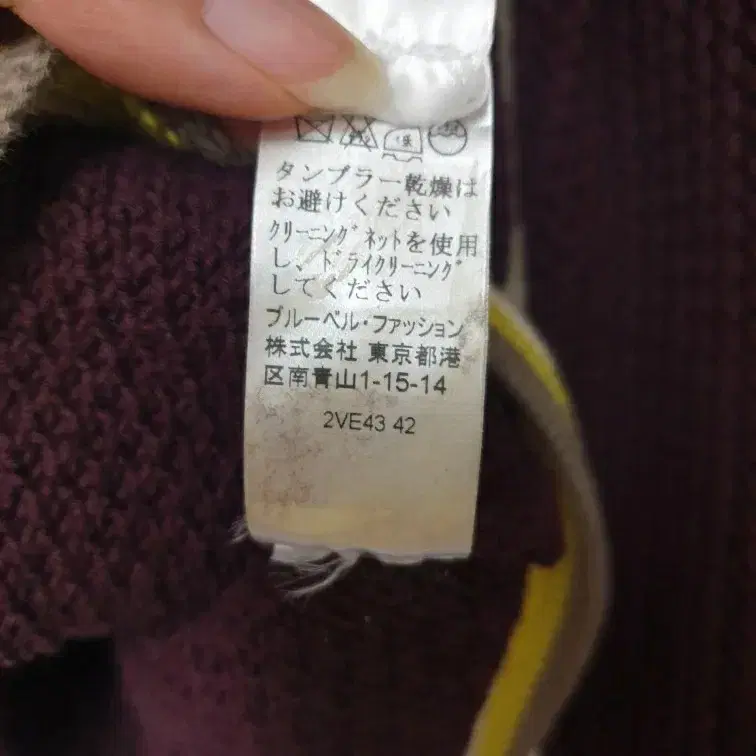 タンブラー乾燥は
お避けください
クリーニングネットを使用
し、ドライクリーニング
してください
ブルーベル・ファッション
株式会社 東京都港
区南青山1-15-14
2VE43 42